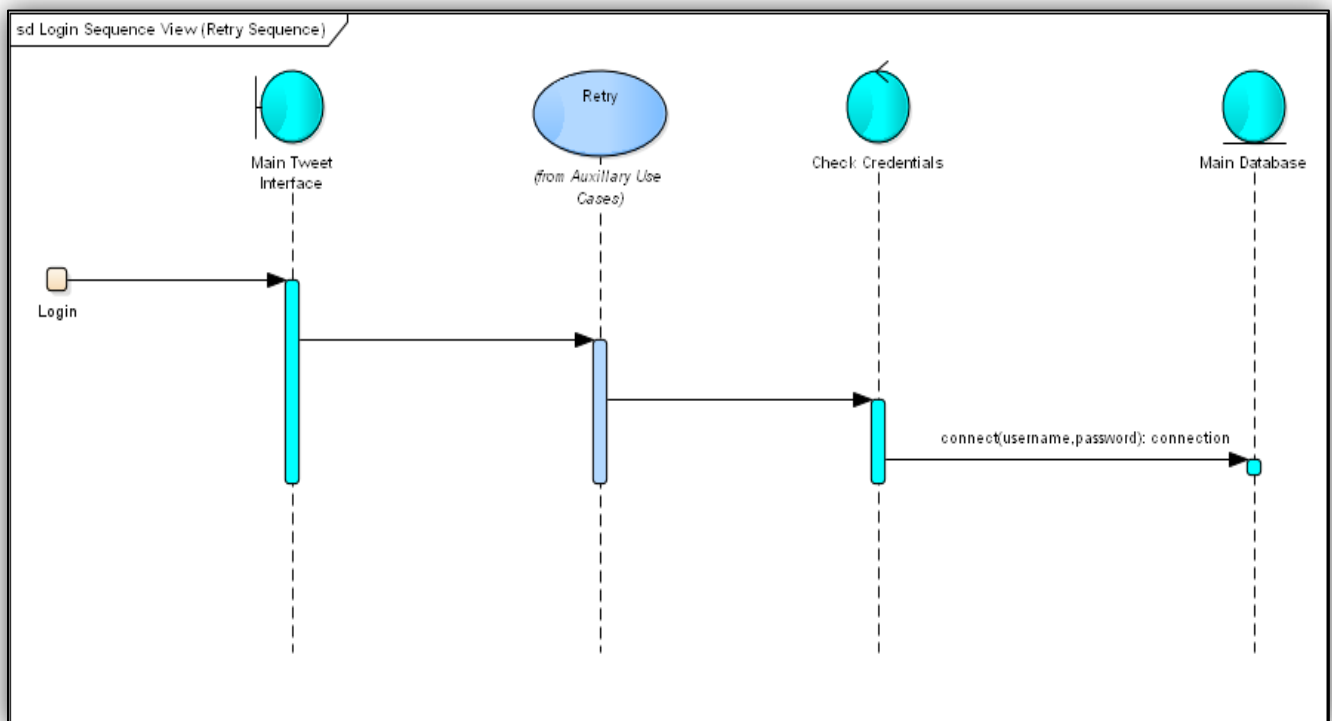 sd Login Sequence View (Retry Sequence)
Retry
Main Tweet
Interface
(from Auxillary Use
Cases)
Check Credentials
Main Database
Login
connect(username,password): connection